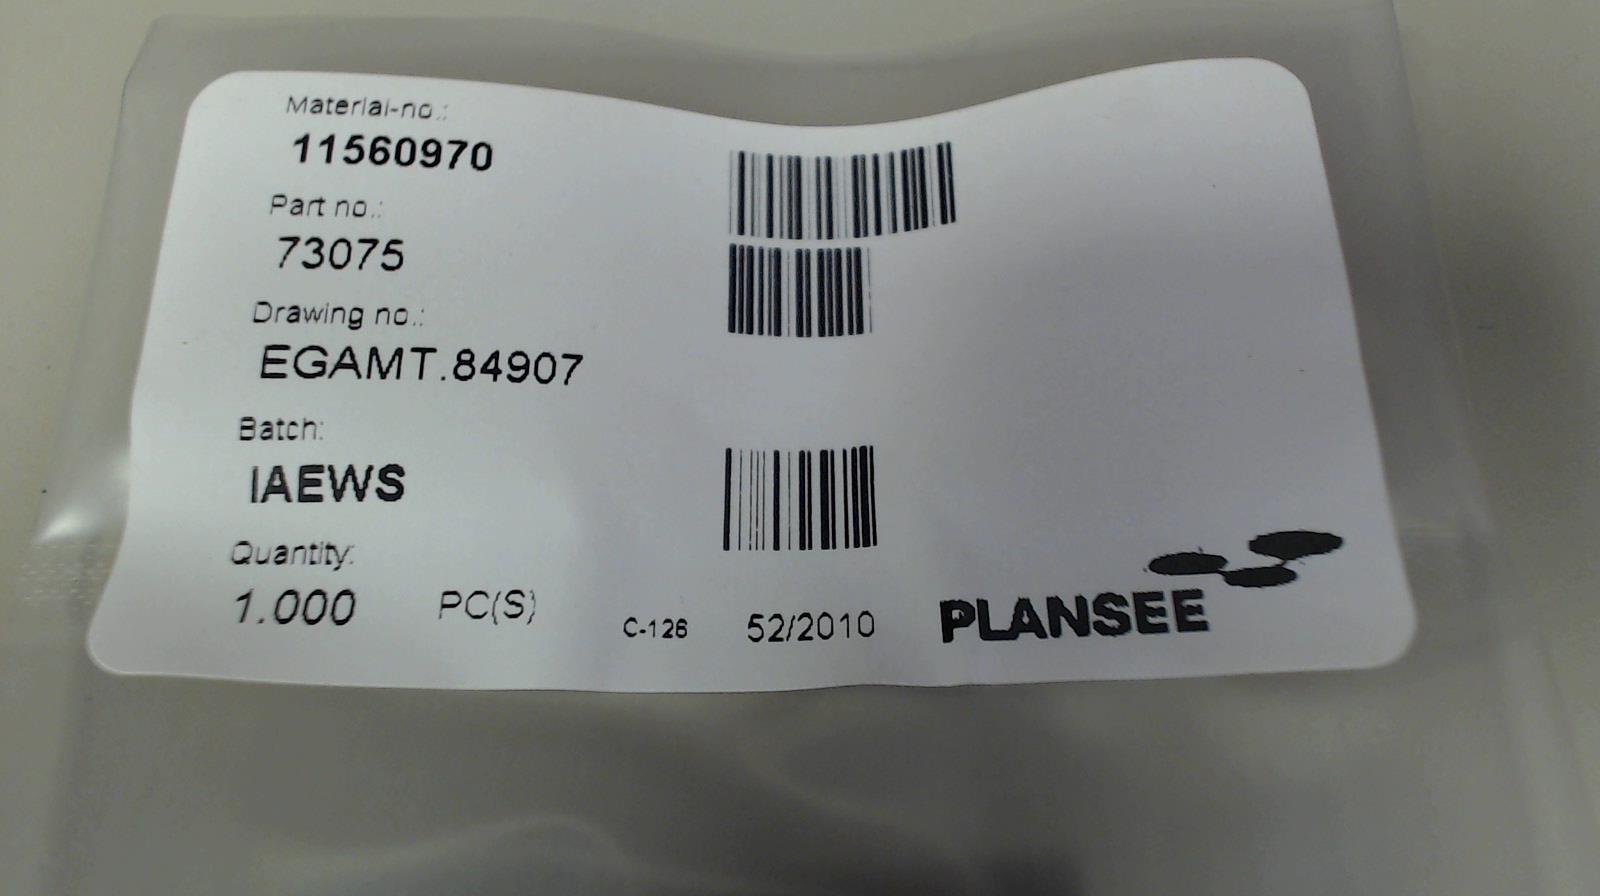 Material-no.:
11560970
Part no.:
73075
Drawing no.:
EGAMT.84907
Batch:
IAEWS
Quantity:
1.000 PC(S) C-126 52/2010 PLANSEE